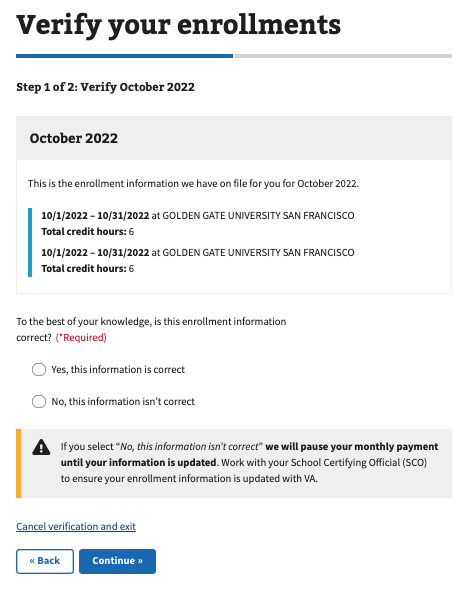 Verify your enrollments
Step 1 of 2: Verify October 2022
October 2022
This is the enrollment information we have on file for you for October 2022.
10/1/2022 – 10/31/2022 at GOLDEN GATE UNIVERSITY SAN FRANCISCO
Total credit hours: 6
10/1/2022 – 10/31/2022 at GOLDEN GATE UNIVERSITY SAN FRANCISCO
Total credit hours: 6
To the best of your knowledge, is this enrollment information
correct? (*Required)
Yes, this information is correct
No, this information isn't correct
If you select “No, this information isn't correct” we will pause your monthly payment
until your information is updated. Work with your School Certifying Official (SCO)
to ensure your enrollment information is updated with VA.
Cancel verification and exit
« Back
Continue »